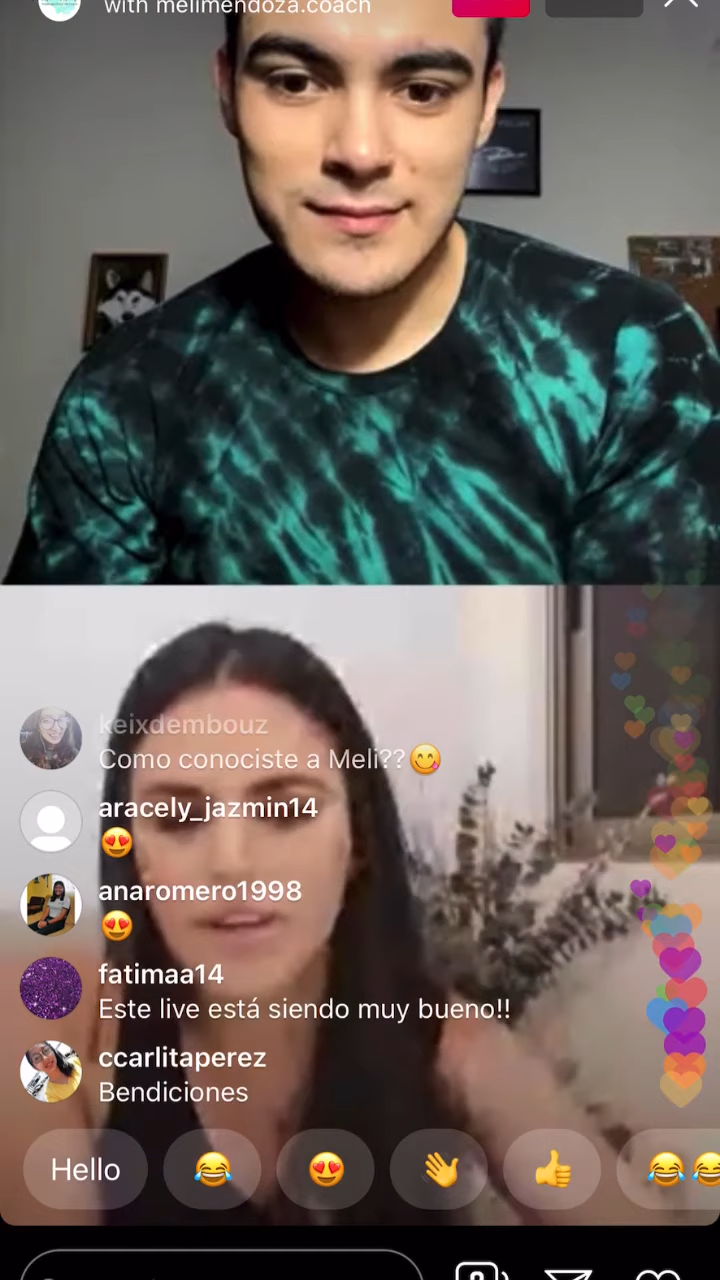 with melimendoza.coach
keixdembouz
Como conociste a Meli??😋
aracely_jazmin14
😍
anaromero1998
😍
fatimaa14
Este live está siendo muy bueno!!
ccarlitaperez
Bendiciones
Hello 😂 😍 👋 👍 😂😂